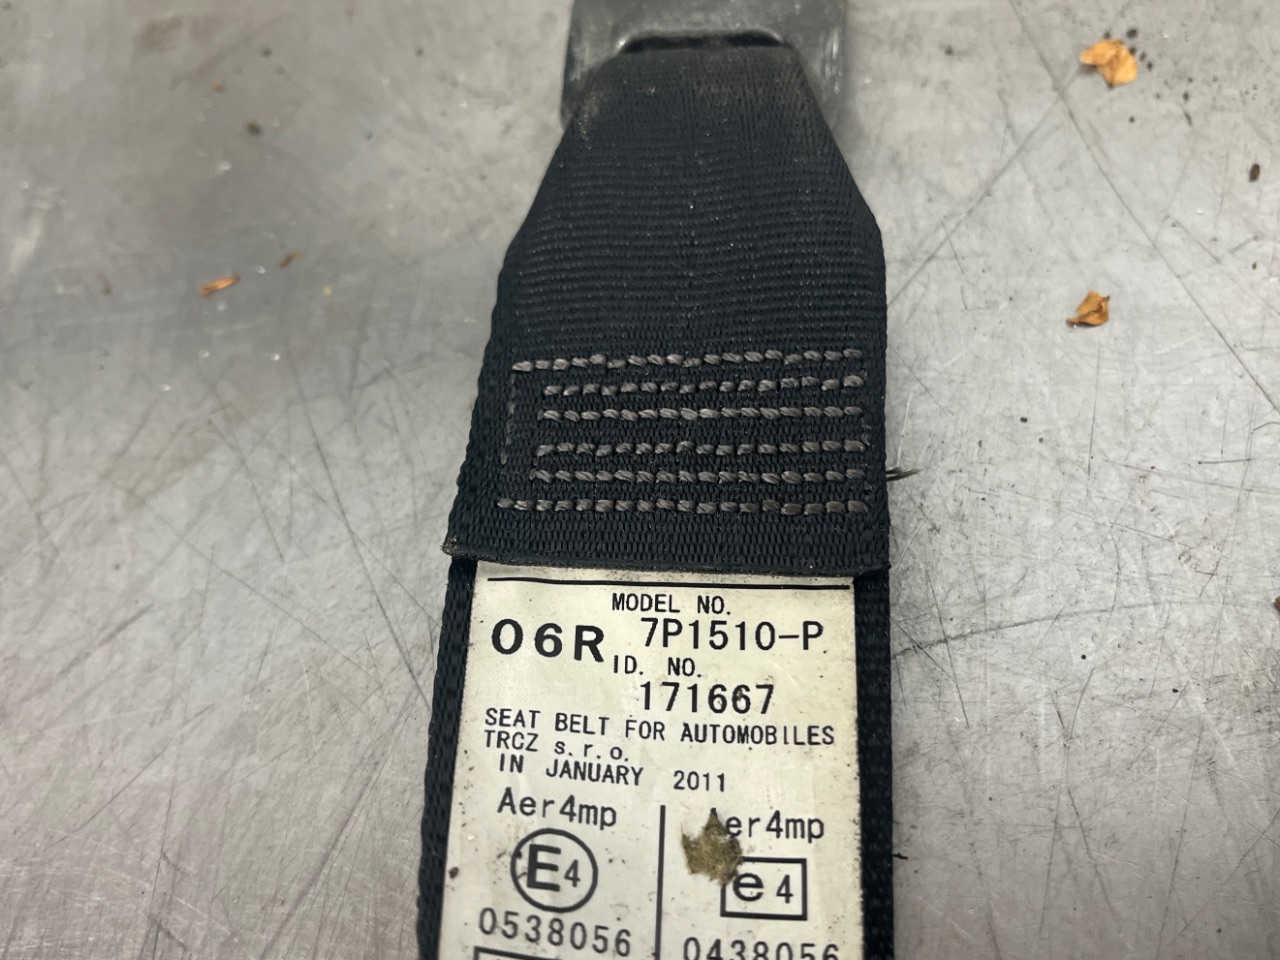 MODEL NO.
06R 7P1510-P
ID. NO.
171667
SEAT BELT FOR AUTOMOBILES
TRCZ s.r.o.
IN JANUARY 2011
Aer4mp Aer4mp
E4 e4
0538056 0438056